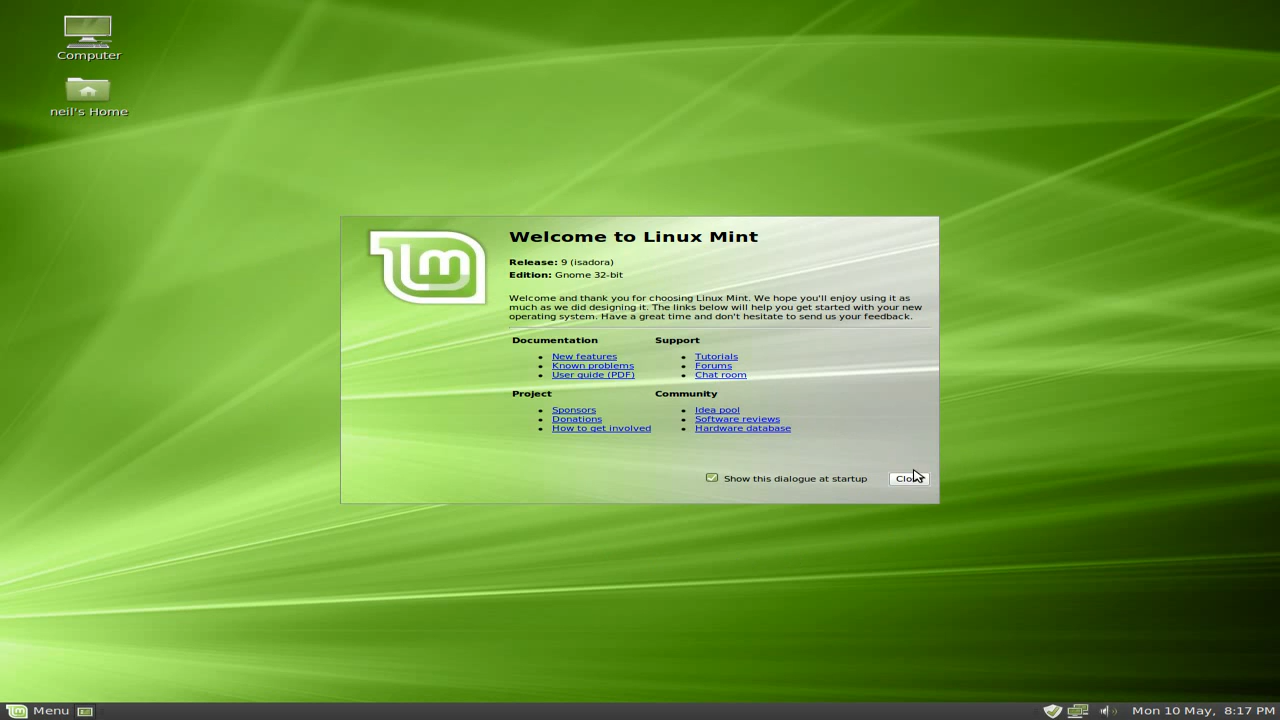 Computer
neil's Home
Welcome to Linux Mint
Release: 9 (isadora)
Edition: Gnome 32-bit
Welcome and thank you for choosing Linux Mint. We hope you'll enjoy using it as
much as we did designing it. The links below will help you get started with your new
operating system. Have a great time and don't hesitate to send us your feedback.
Documentation Support
• New features • Tutorials
• Known problems • Forums
• User guide (PDF) • Chat room
Project Community
• Sponsors • Idea pool
• Donations • Software reviews
• How to get involved • Hardware database
Show this dialogue at startup
lm Menu Mon 10 May, 8:17 PM